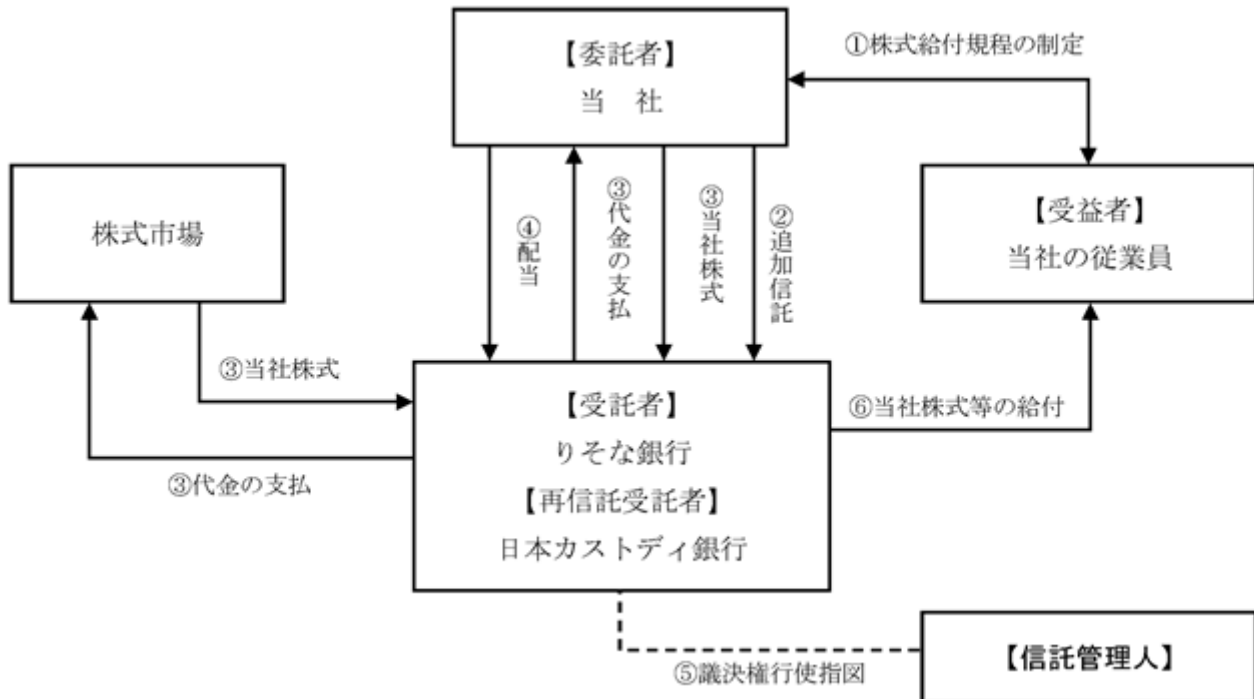 【委託者】
当　社
①株式給付規程の制定
株式市場
④配当
③代金の支払
③当社株式
②追加信託
【受益者】
当社の従業員
③当社株式
③代金の支払
【受託者】
りそな銀行
【再信託受託者】
日本カストディ銀行
⑥当社株式等の給付
⑤議決権行使指図
【信託管理人】